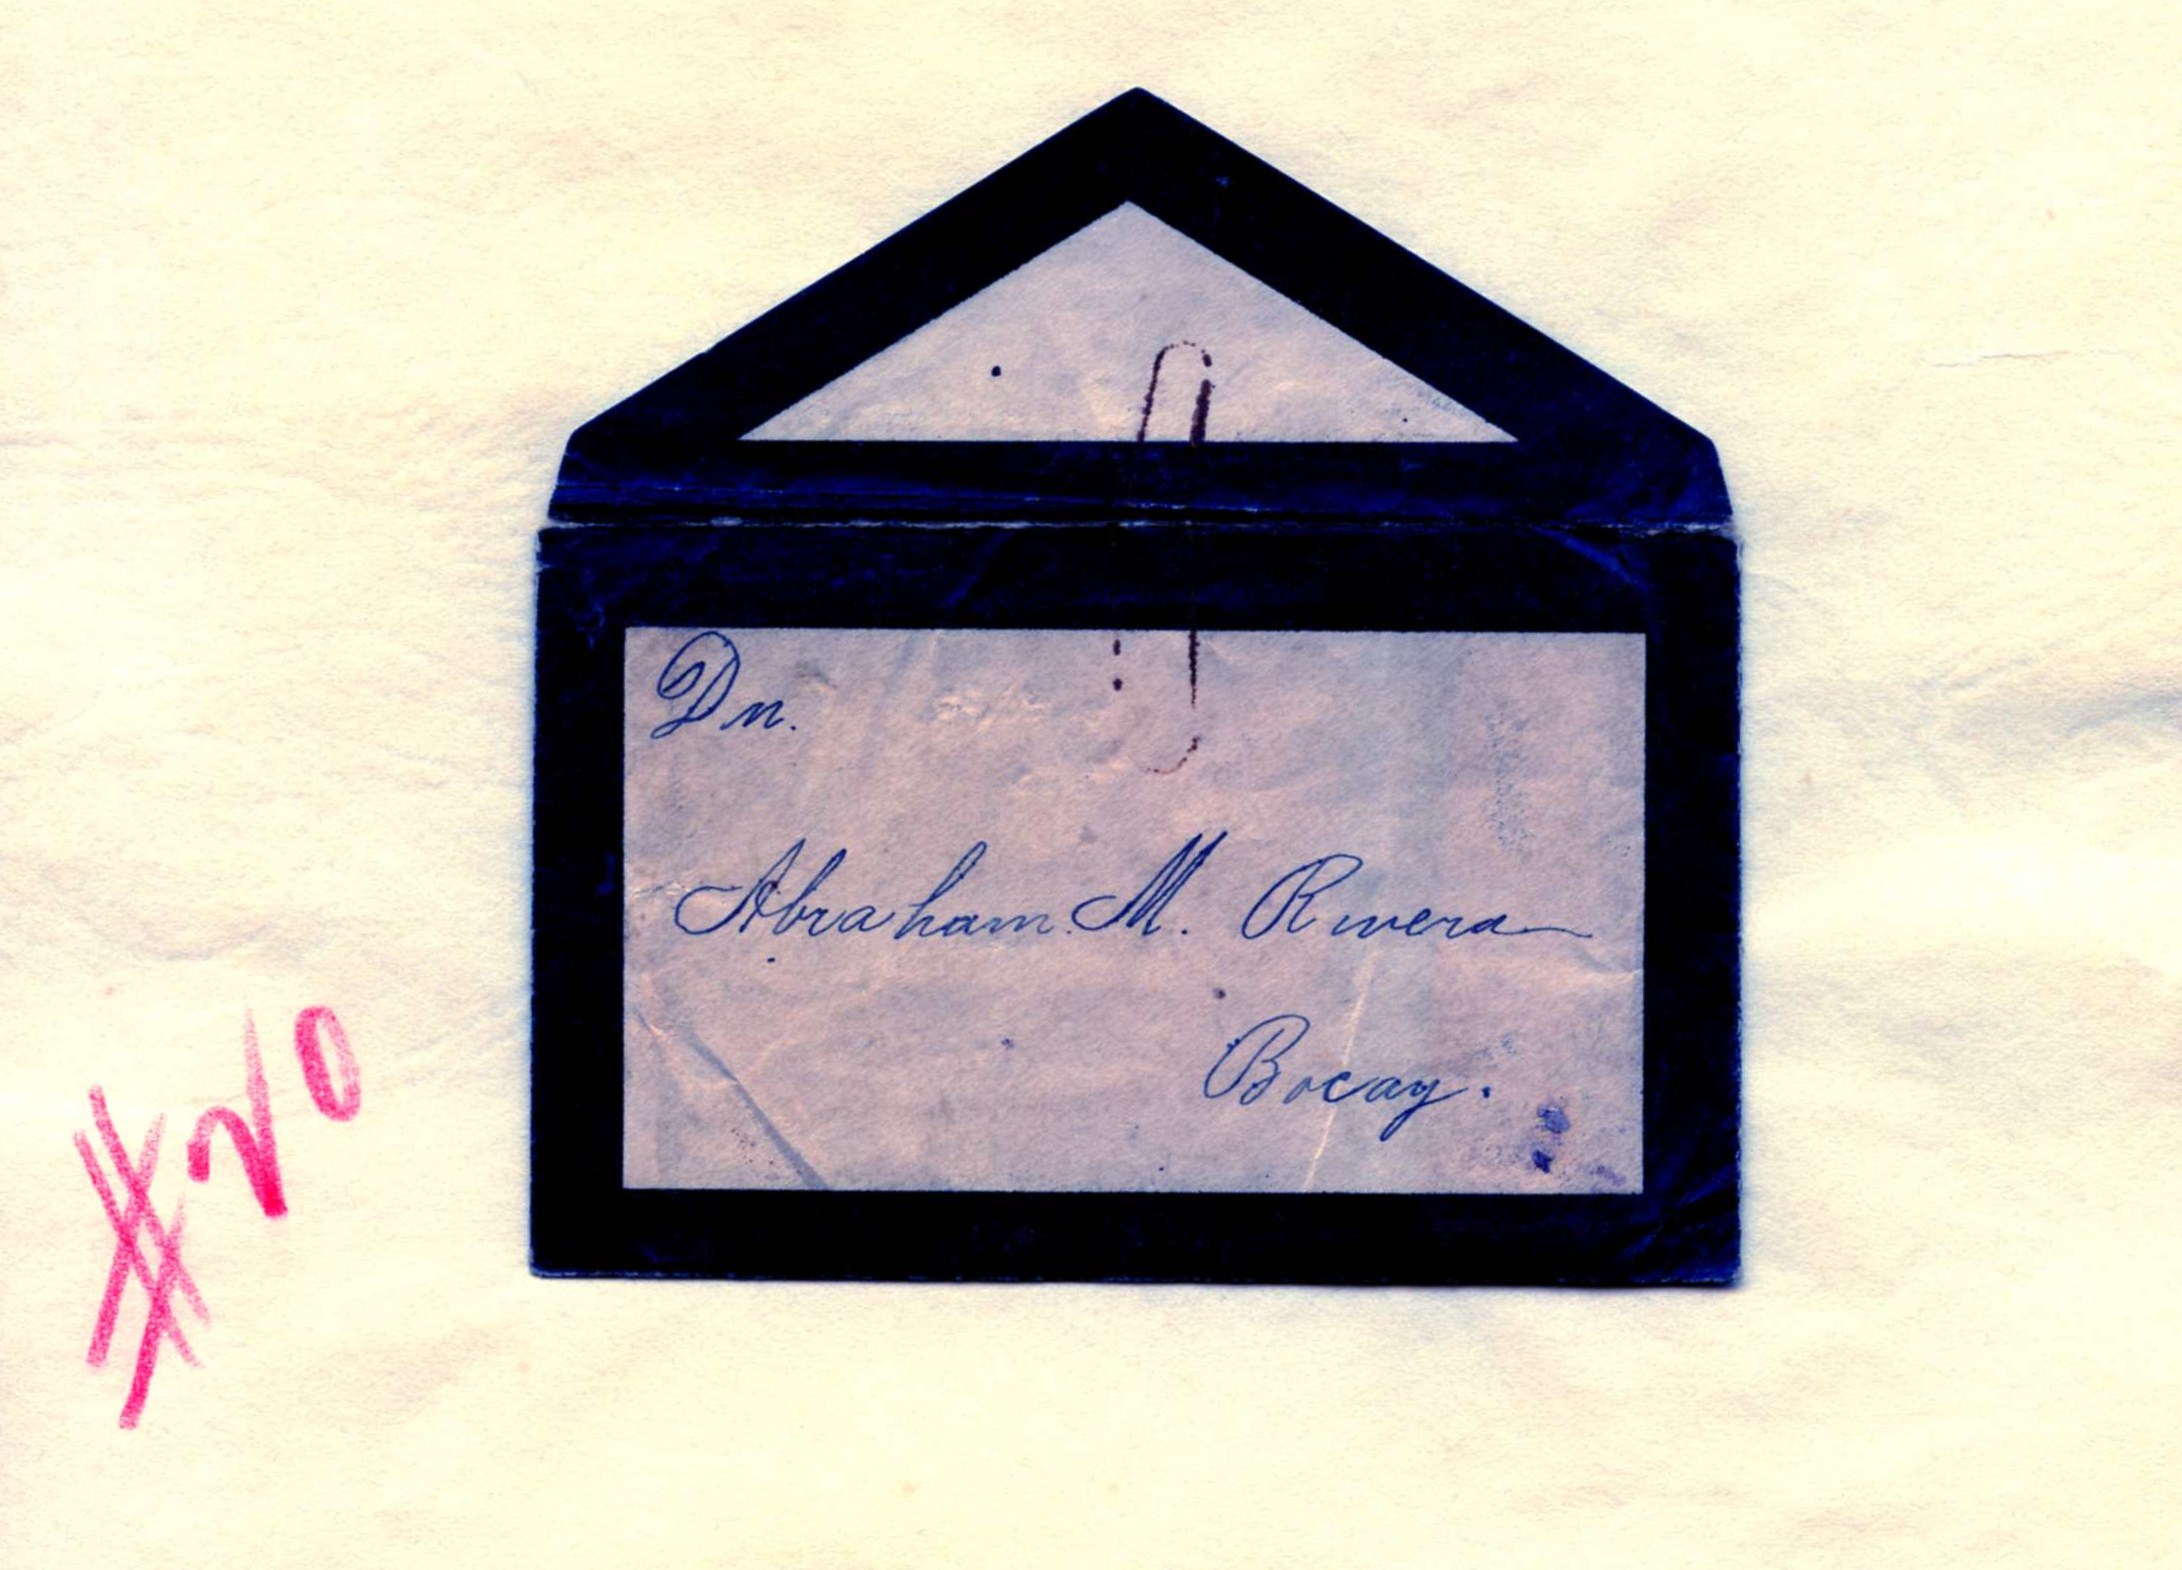 Dn.
Abraham M. Rivera
Bocay.
#20